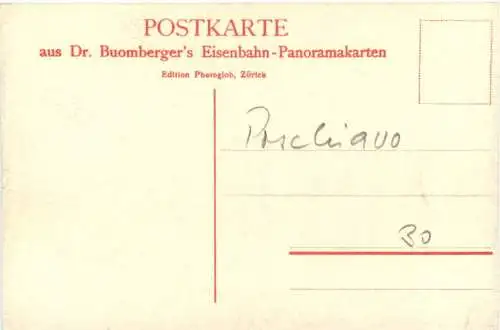 POSTKARTE
aus Dr. Buomberger's Eisenbahn-Panoramakarten
Edition Photoglob, Zürich
Poschiavo
30